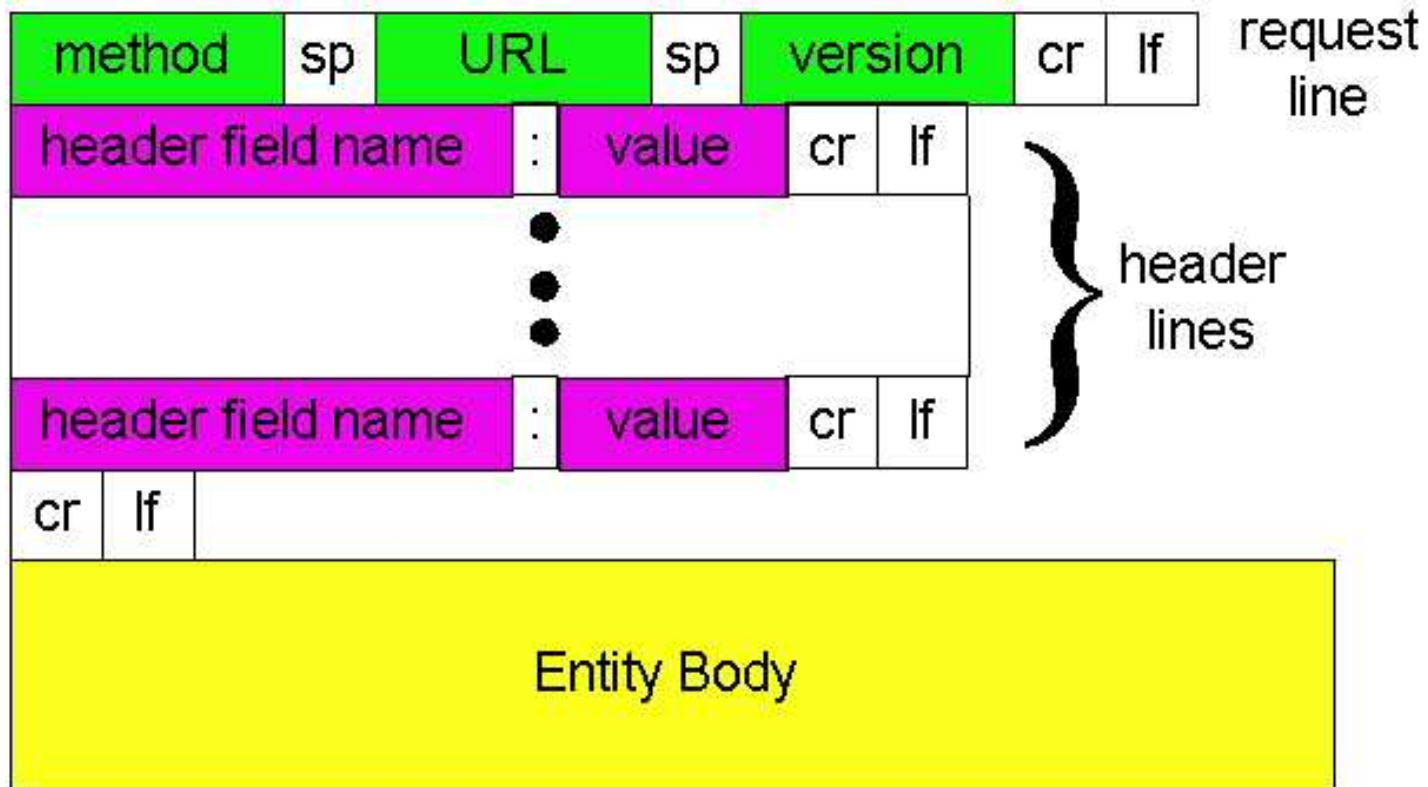 method sp URL sp version cr lf
request
line
header field name : value cr lf
header
lines
header field name : value cr lf
cr lf
Entity Body